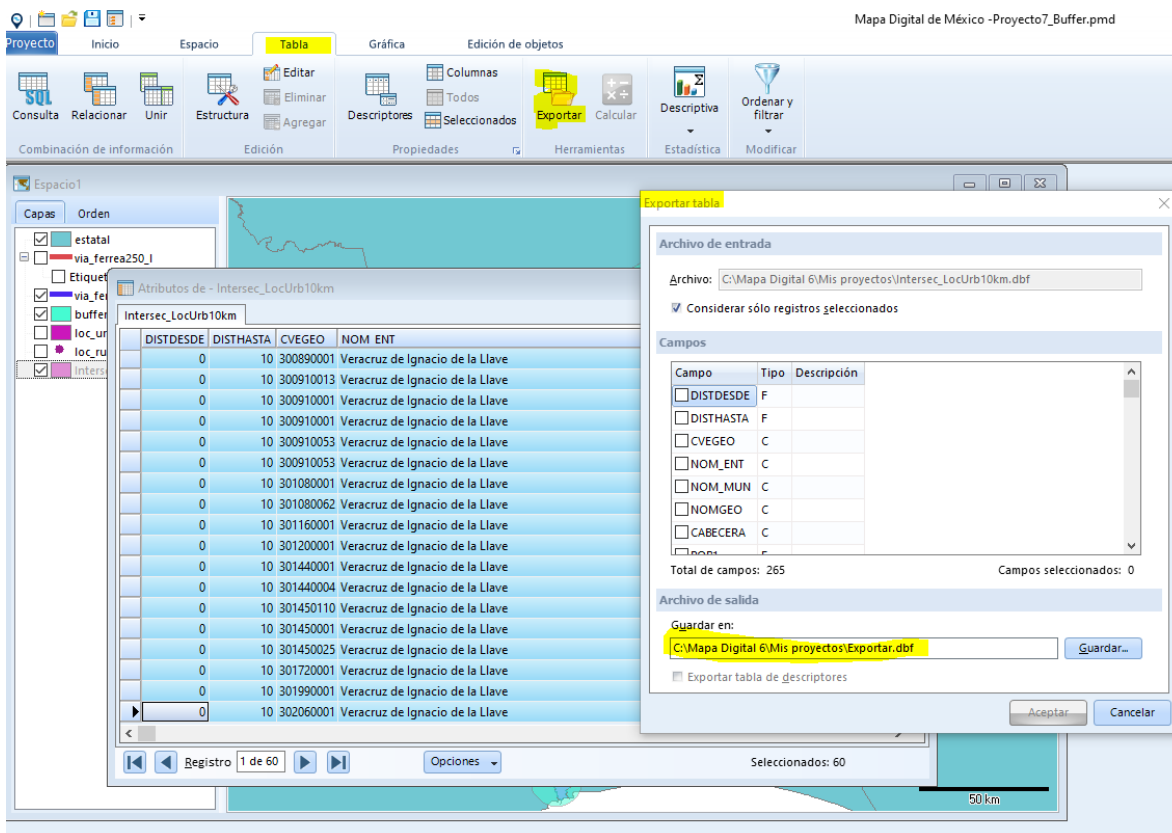 Mapa Digital de México -Proyecto7_Buffer.pmd
Proyecto Inicio Espacio Tabla Gráfica Edición de objetos
SQL
Consulta Relacionar Unir Estructura Editar Eliminar Agregar Descriptores Columnas Todos Seleccionados Exportar Calcular Descriptiva Ordenar y filtrar
Combinación de información Edición Propiedades Herramientas Estadística Modificar
Espacio1
Capas Orden
estatal
via_ferrea250_l
Etiquet
via_fer
buffer
loc_ur
loc_ru
Interse
Atributos de - Intersec_LocUrb10km
Intersec_LocUrb10km
DISTDESDE DISTHASTA CVEGEO NOM ENT
0 10 300890001 Veracruz de Ignacio de la Llave
0 10 300910013 Veracruz de Ignacio de la Llave
0 10 300910001 Veracruz de Ignacio de la Llave
0 10 300910001 Veracruz de Ignacio de la Llave
0 10 300910053 Veracruz de Ignacio de la Llave
0 10 300910053 Veracruz de Ignacio de la Llave
0 10 301080001 Veracruz de Ignacio de la Llave
0 10 301080062 Veracruz de Ignacio de la Llave
0 10 301160001 Veracruz de Ignacio de la Llave
0 10 301200001 Veracruz de Ignacio de la Llave
0 10 301440001 Veracruz de Ignacio de la Llave
0 10 301440004 Veracruz de Ignacio de la Llave
0 10 301450110 Veracruz de Ignacio de la Llave
0 10 301450001 Veracruz de Ignacio de la Llave
0 10 301450025 Veracruz de Ignacio de la Llave
0 10 301720001 Veracruz de Ignacio de la Llave
0 10 301990001 Veracruz de Ignacio de la Llave
0 10 302060001 Veracruz de Ignacio de la Llave
Registro 1 de 60 Opciones Seleccionados: 60
50 km
Exportar tabla
Archivo de entrada
Archivo: C:\Mapa Digital 6\Mis proyectos\Intersec_LocUrb10km.dbf
Considerar sólo registros seleccionados
Campos
Campo Tipo Descripción
DISTDESDE F
DISTHASTA F
CVEGEO C
NOM_ENT C
NOM_MUN C
NOMGEO C
CABECERA C
Total de campos: 265 Campos seleccionados: 0
Archivo de salida
Guardar en:
C:\Mapa Digital 6\Mis proyectos\Exportar.dbf Guardar...
Exportar tabla de descriptores
Aceptar Cancelar